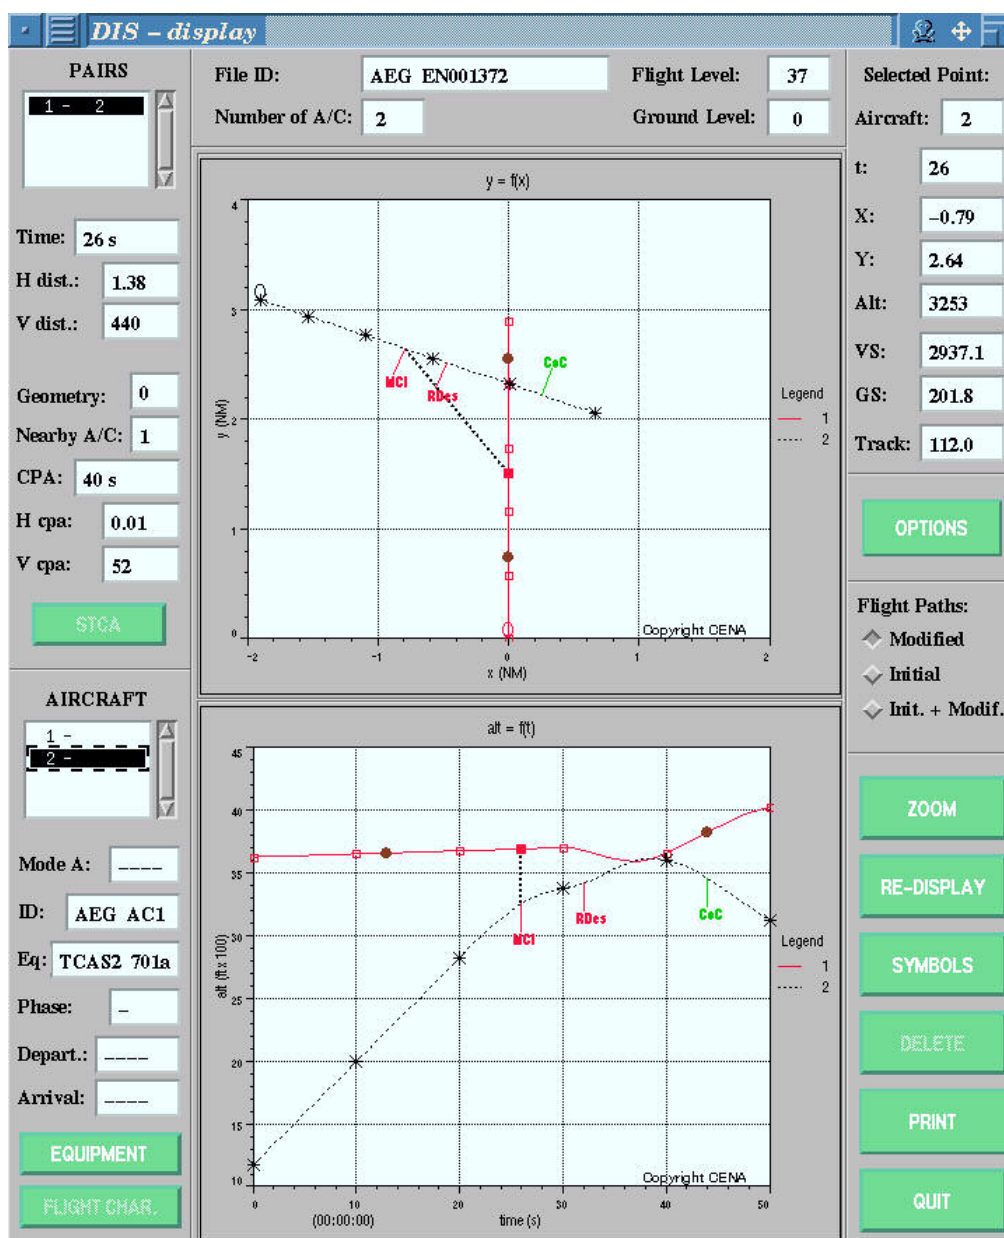 DIS - display
PAIRS
1 - 2
Time: 26 s
H dist.: 1.38
V dist.: 440
Geometry: 0
Nearby A/C: 1
CPA: 40 s
H cpa: 0.01
V cpa: 52
STCA
AIRCRAFT
1 -
2 -
Mode A: ----
ID: AEG AC1
Eq: TCAS2 701a
Phase: -
Depart.: ----
Arrival: ----
EQUIPMENT
FLIGHT CHAR.
File ID: AEG EN001372
Flight Level: 37
Number of A/C: 2
Ground Level: 0
y = f(x)
4
3
2
1
0
y (NM)
MCl
RDes
CoC
Copyright CENA
-2 -1 0 1 2
x (NM)
Legend
1
2
alt = f(t)
45
40
35
30
25
20
15
10
alt (ft x 100)
MCl
RDes
CoC
Copyright CENA
0 10 20 30 40 50
(00:00:00) time (s)
Legend
1
2
Selected Point:
Aircraft: 2
t: 26
X: -0.79
Y: 2.64
Alt: 3253
VS: 2937.1
GS: 201.8
Track: 112.0
OPTIONS
Flight Paths:
Modified
Initial
Init. + Modif.
ZOOM
RE-DISPLAY
SYMBOLS
DELETE
PRINT
QUIT